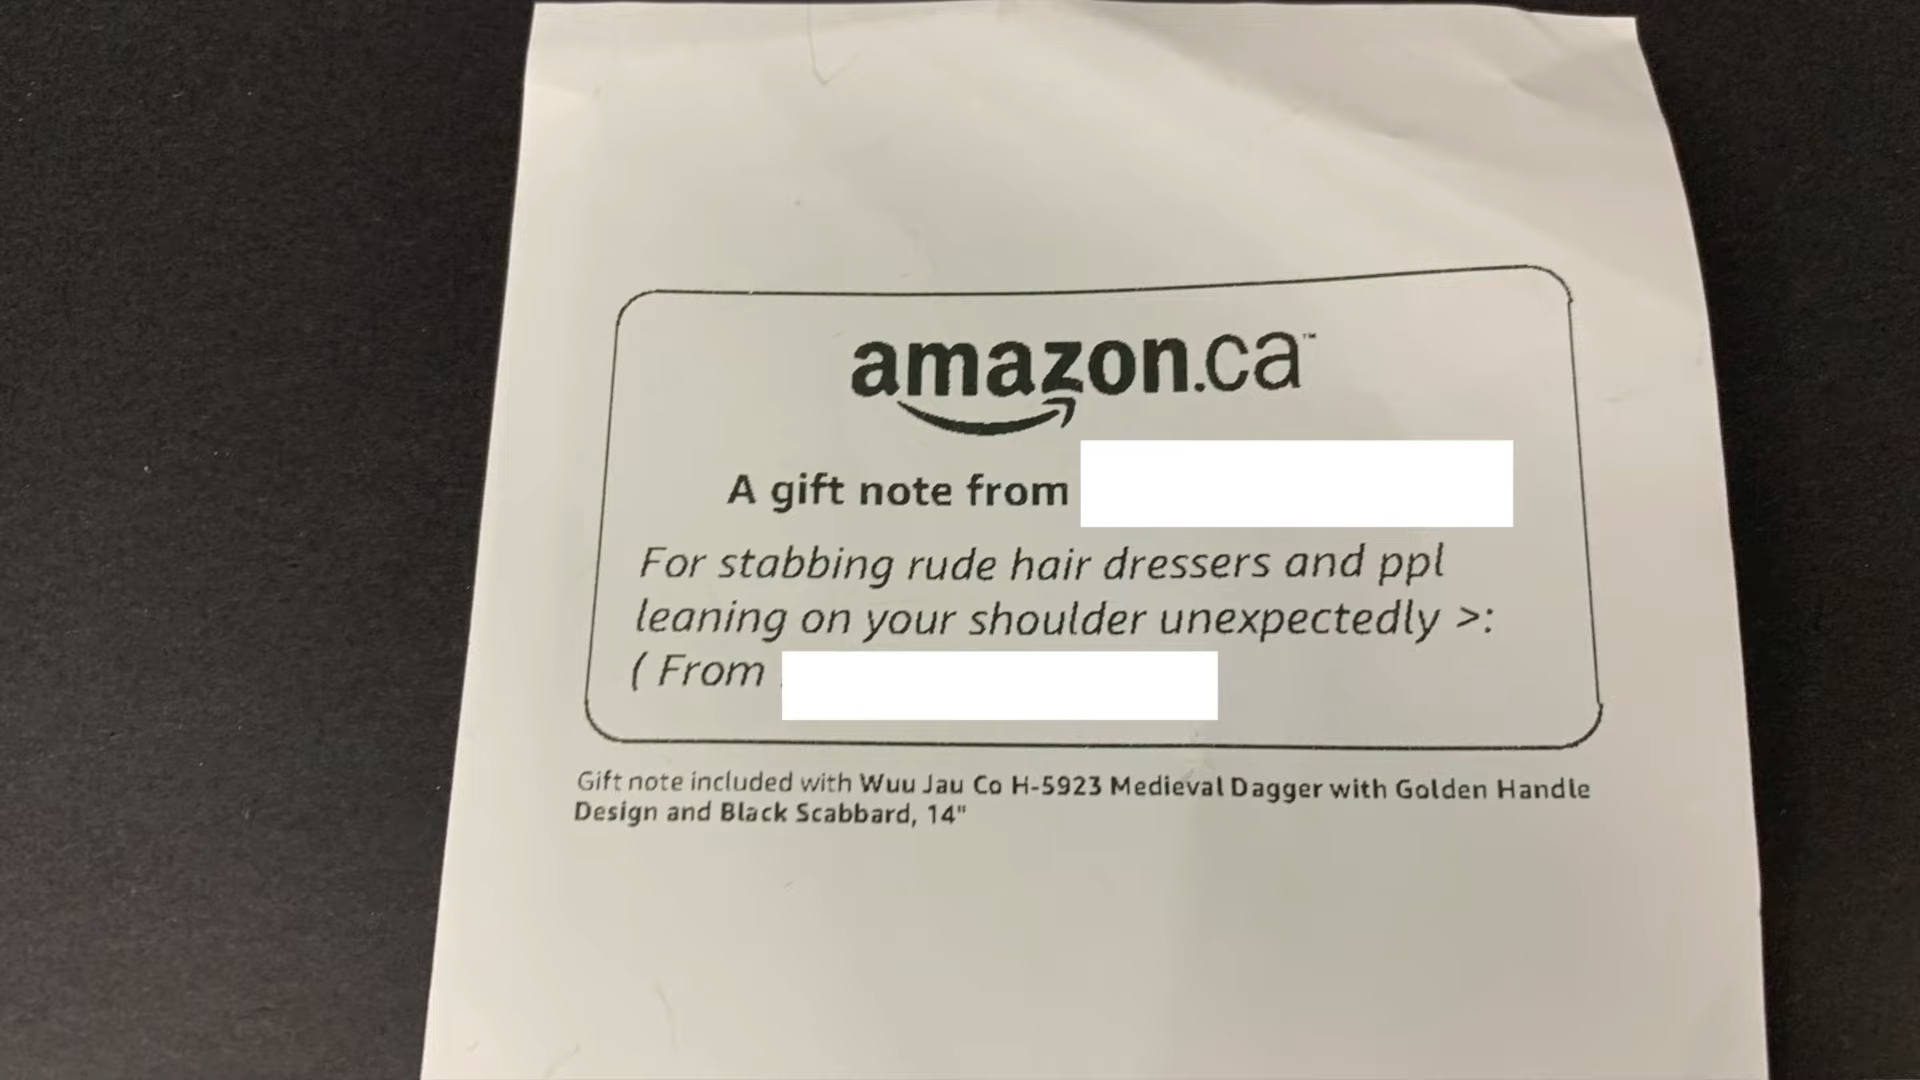 amazon.ca™
A gift note from
For stabbing rude hair dressers and ppl
leaning on your shoulder unexpectedly >:
( From
Gift note included with Wuu Jau Co H-5923 Medieval Dagger with Golden Handle
Design and Black Scabbard, 14"